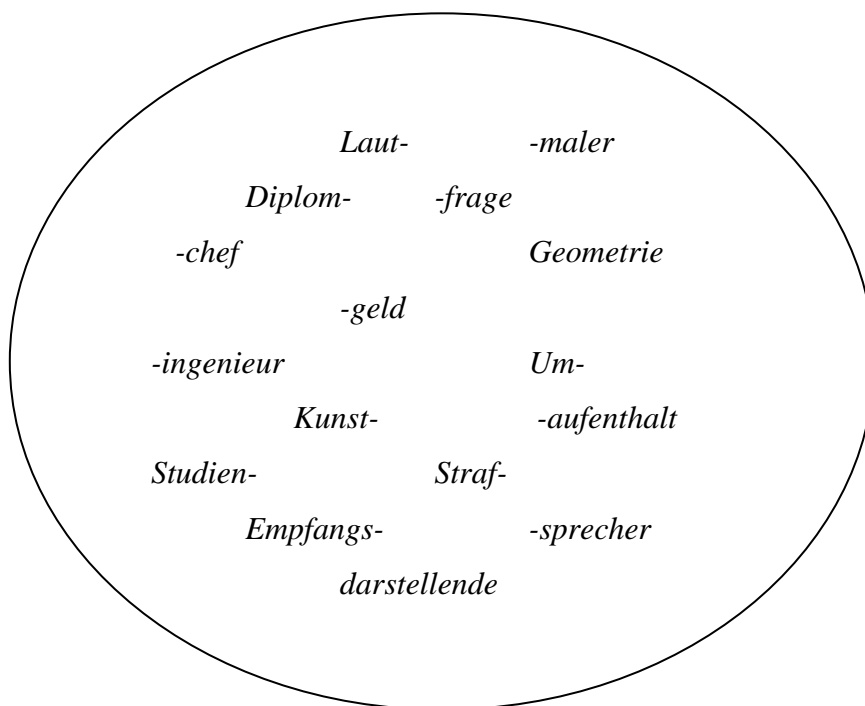 Laut- -maler
Diplom- -frage
-chef Geometrie
-geld
-ingenieur Um-
Kunst- -aufenthalt
Studien- Straf-
Empfangs- -sprecher
darstellende